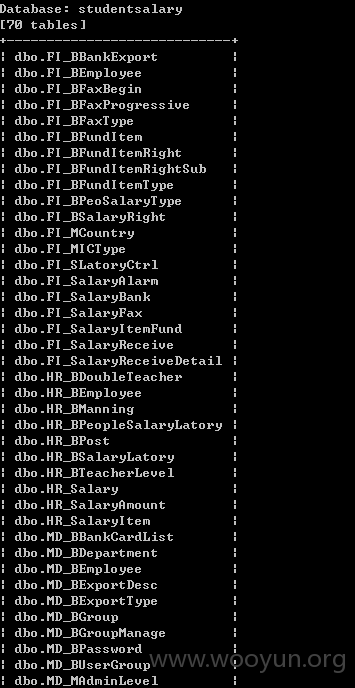 Database: studentsalary
[70 tables]
+----------------------------+
¦ dbo.FI_BBankExport ¦
¦ dbo.FI_BEmployee ¦
¦ dbo.FI_BFaxBegin ¦
¦ dbo.FI_BFaxProgressive ¦
¦ dbo.FI_BFaxType ¦
¦ dbo.FI_BFundItem ¦
¦ dbo.FI_BFundItemRight ¦
¦ dbo.FI_BFundItemRightSub ¦
¦ dbo.FI_BFundItemType ¦
¦ dbo.FI_BPeoSalaryType ¦
¦ dbo.FI_BSalaryRight ¦
¦ dbo.FI_MCountry ¦
¦ dbo.FI_MICType ¦
¦ dbo.FI_SLatoryCtrl ¦
¦ dbo.FI_SalaryAlarm ¦
¦ dbo.FI_SalaryBank ¦
¦ dbo.FI_SalaryFax ¦
¦ dbo.FI_SalaryItemFund ¦
¦ dbo.FI_SalaryReceive ¦
¦ dbo.FI_SalaryReceiveDetail ¦
¦ dbo.HR_BDoubleTeacher ¦
¦ dbo.HR_BEmployee ¦
¦ dbo.HR_BManning ¦
¦ dbo.HR_BPeopleSalaryLatory ¦
¦ dbo.HR_BPost ¦
¦ dbo.HR_BSalaryLatory ¦
¦ dbo.HR_BTeacherLevel ¦
¦ dbo.HR_Salary ¦
¦ dbo.HR_SalaryAmount ¦
¦ dbo.HR_SalaryItem ¦
¦ dbo.MD_BBankCardList ¦
¦ dbo.MD_BDepartment ¦
¦ dbo.MD_BEmployee ¦
¦ dbo.MD_BExportDesc ¦
¦ dbo.MD_BExportType ¦
¦ dbo.MD_BGroup ¦
¦ dbo.MD_BGroupManage ¦
¦ dbo.MD_BPassword ¦
¦ dbo.MD_BUserGroup ¦
¦ dbo.MD_MAdminLevel ¦
www.wooyun.org